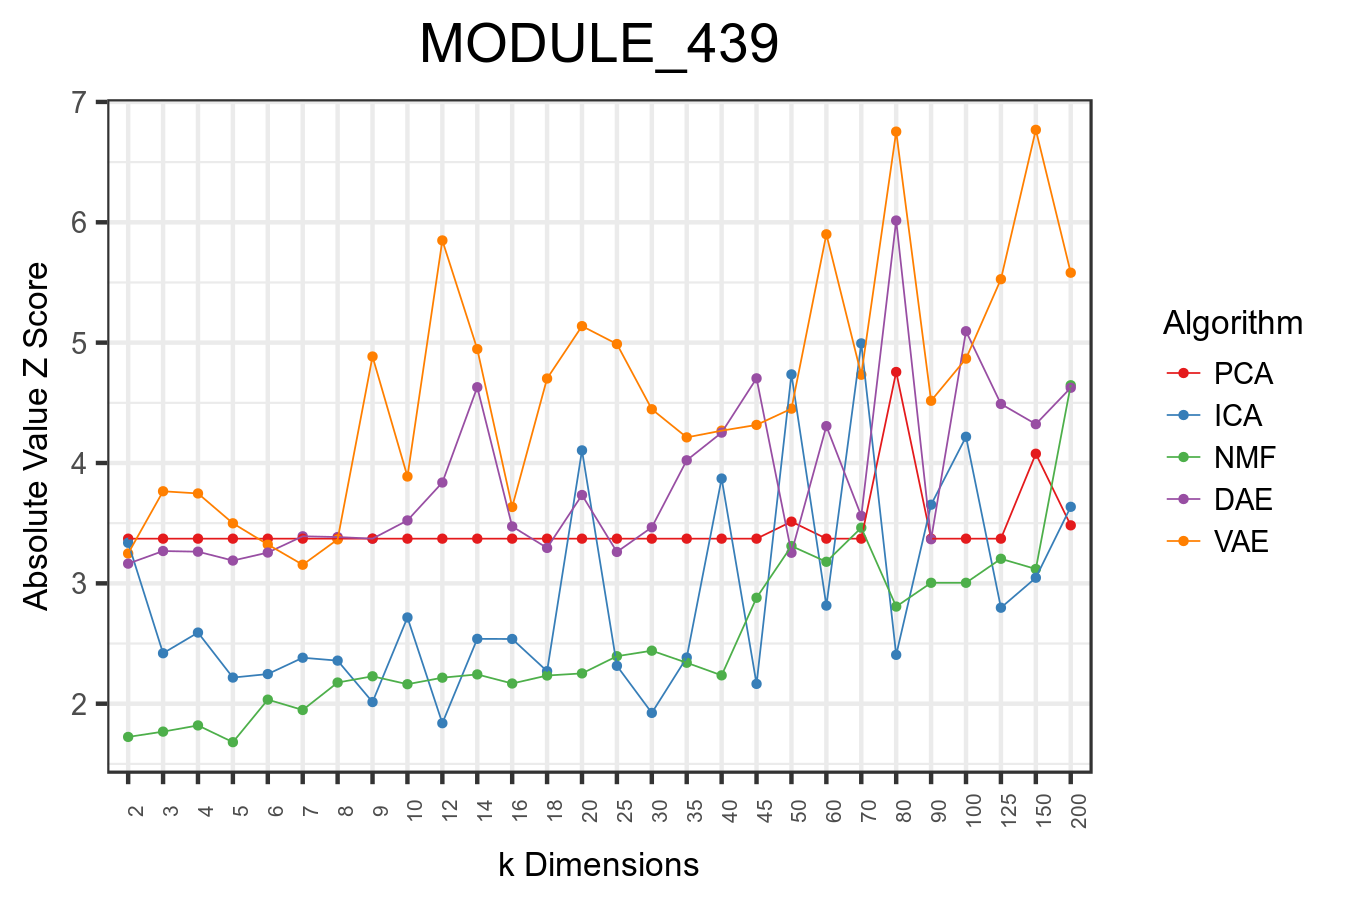 MODULE_439
7
6
5
4
3
2
Absolute Value Z Score
2 3 4 5 6 7 8 9 10 12 14 16 18 20 25 30 35 40 45 50 60 70 80 90 100 125 150 200
k Dimensions
Algorithm
PCA
ICA
NMF
DAE
VAE